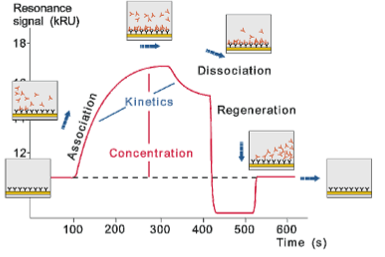 Resonance
signal (kRU)
18
Dissociation
Association
Kinetics
Regeneration
12
Concentration
100
200
300
400
500
600
Time (s)